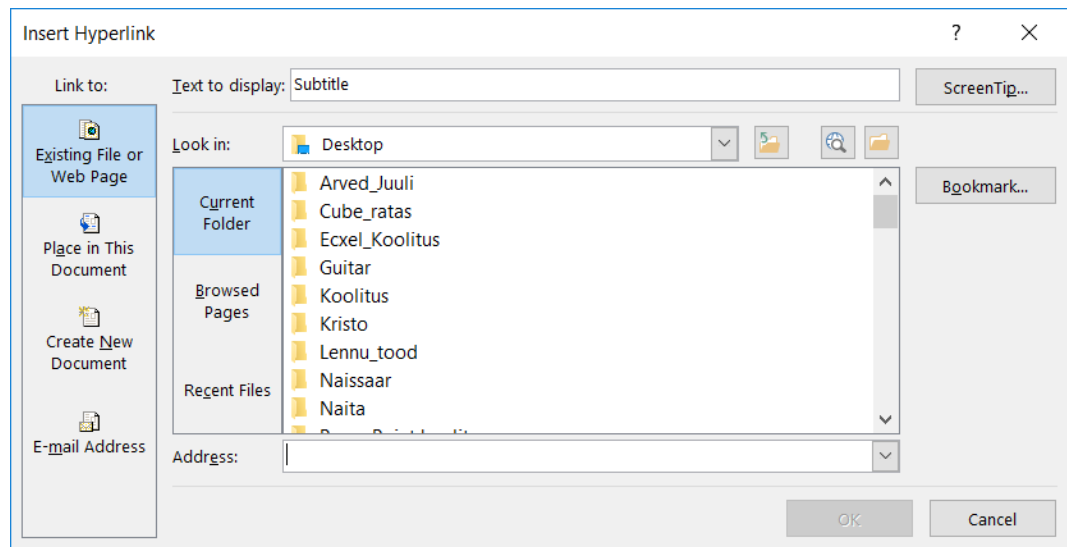 Insert Hyperlink
?
Link to:
Text to display:
Subtitle
ScreenTip...
Existing File or
Web Page
Place in This
Document
Create New
Document
E-mail Address
Look in:
Desktop
Current
Folder
Browsed
Pages
Recent Files
Arved_Juuli
Cube_ratas
Ecxel_Koolitus
Guitar
Koolitus
Kristo
Lennu_tood
Naissaar
Naita
Bookmark...
Address:
OK
Cancel